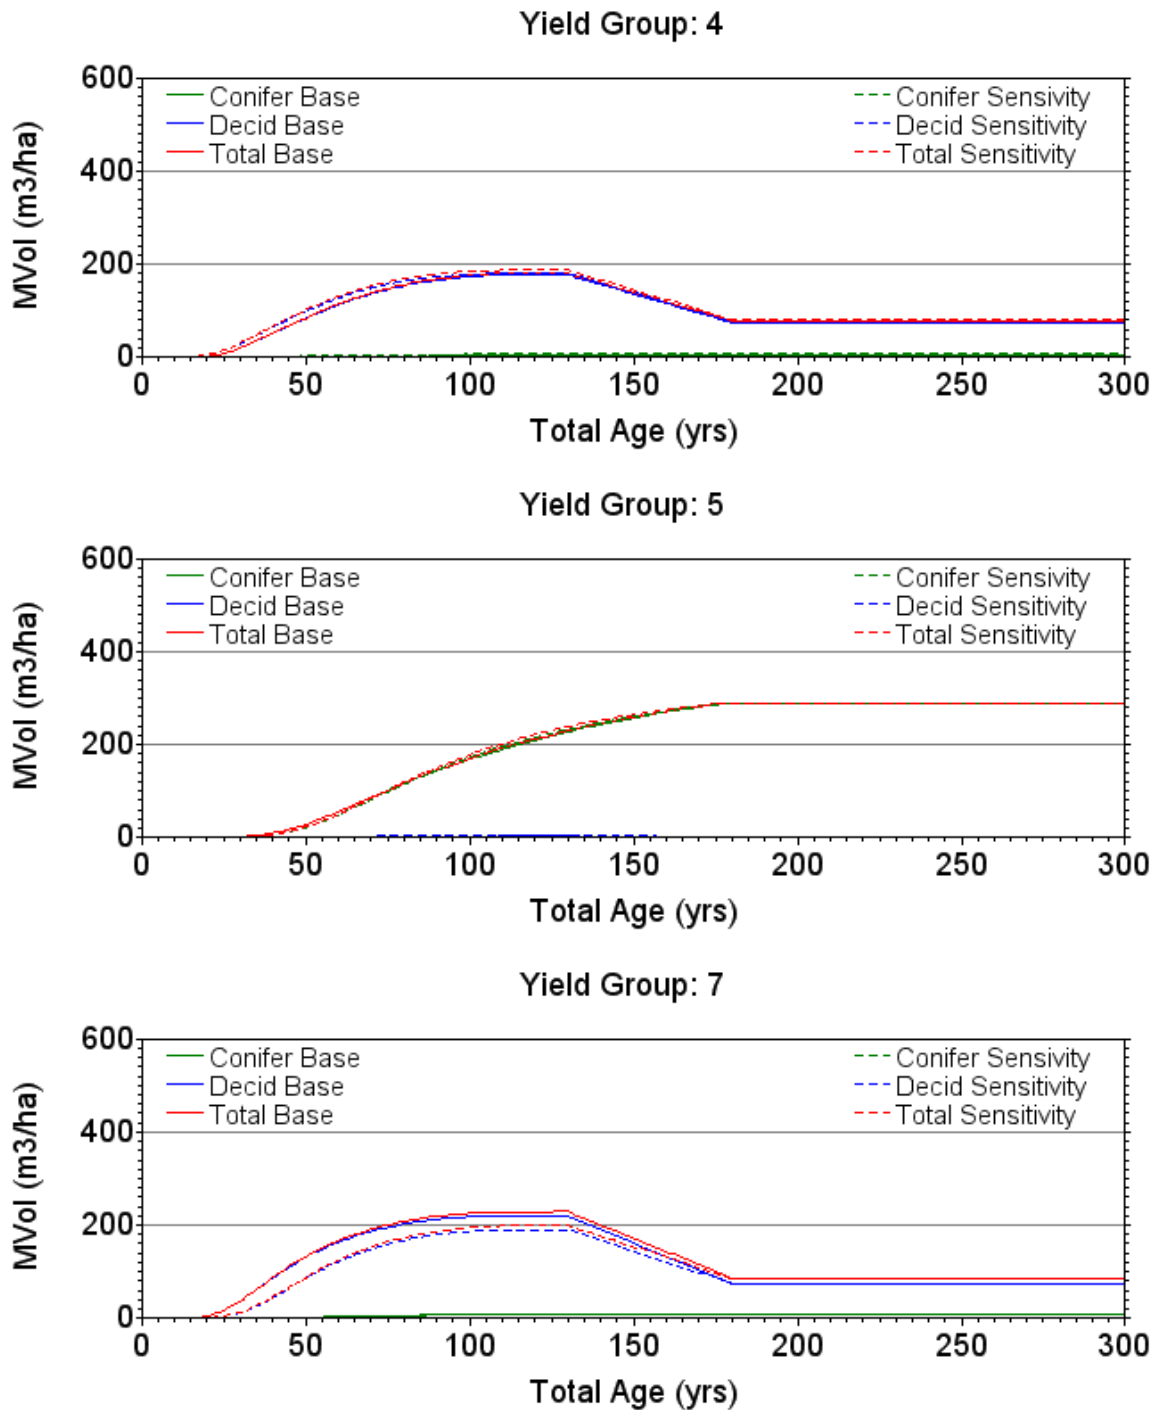 Yield Group: 4
MVol (m3/ha)
600
400
200
0
Conifer Base
Decid Base
Total Base
Conifer Sensivity
Decid Sensitivity
Total Sensitivity
0 50 100 150 200 250 300
Total Age (yrs)
Yield Group: 5
MVol (m3/ha)
600
400
200
0
Conifer Base
Decid Base
Total Base
Conifer Sensivity
Decid Sensitivity
Total Sensitivity
0 50 100 150 200 250 300
Total Age (yrs)
Yield Group: 7
MVol (m3/ha)
600
400
200
0
Conifer Base
Decid Base
Total Base
Conifer Sensivity
Decid Sensitivity
Total Sensitivity
0 50 100 150 200 250 300
Total Age (yrs)